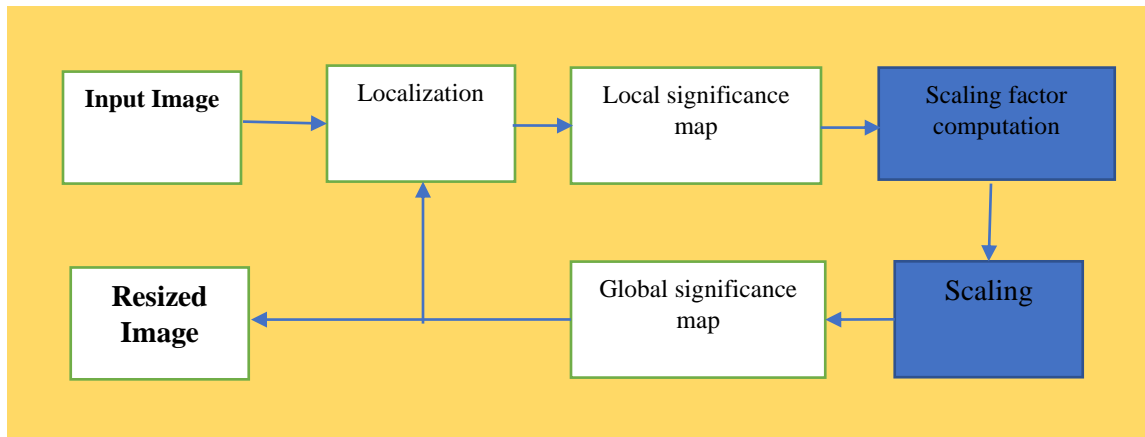 Input Image
Localization
Local significance
map
Scaling factor
computation
Resized
Image
Global significance
map
Scaling